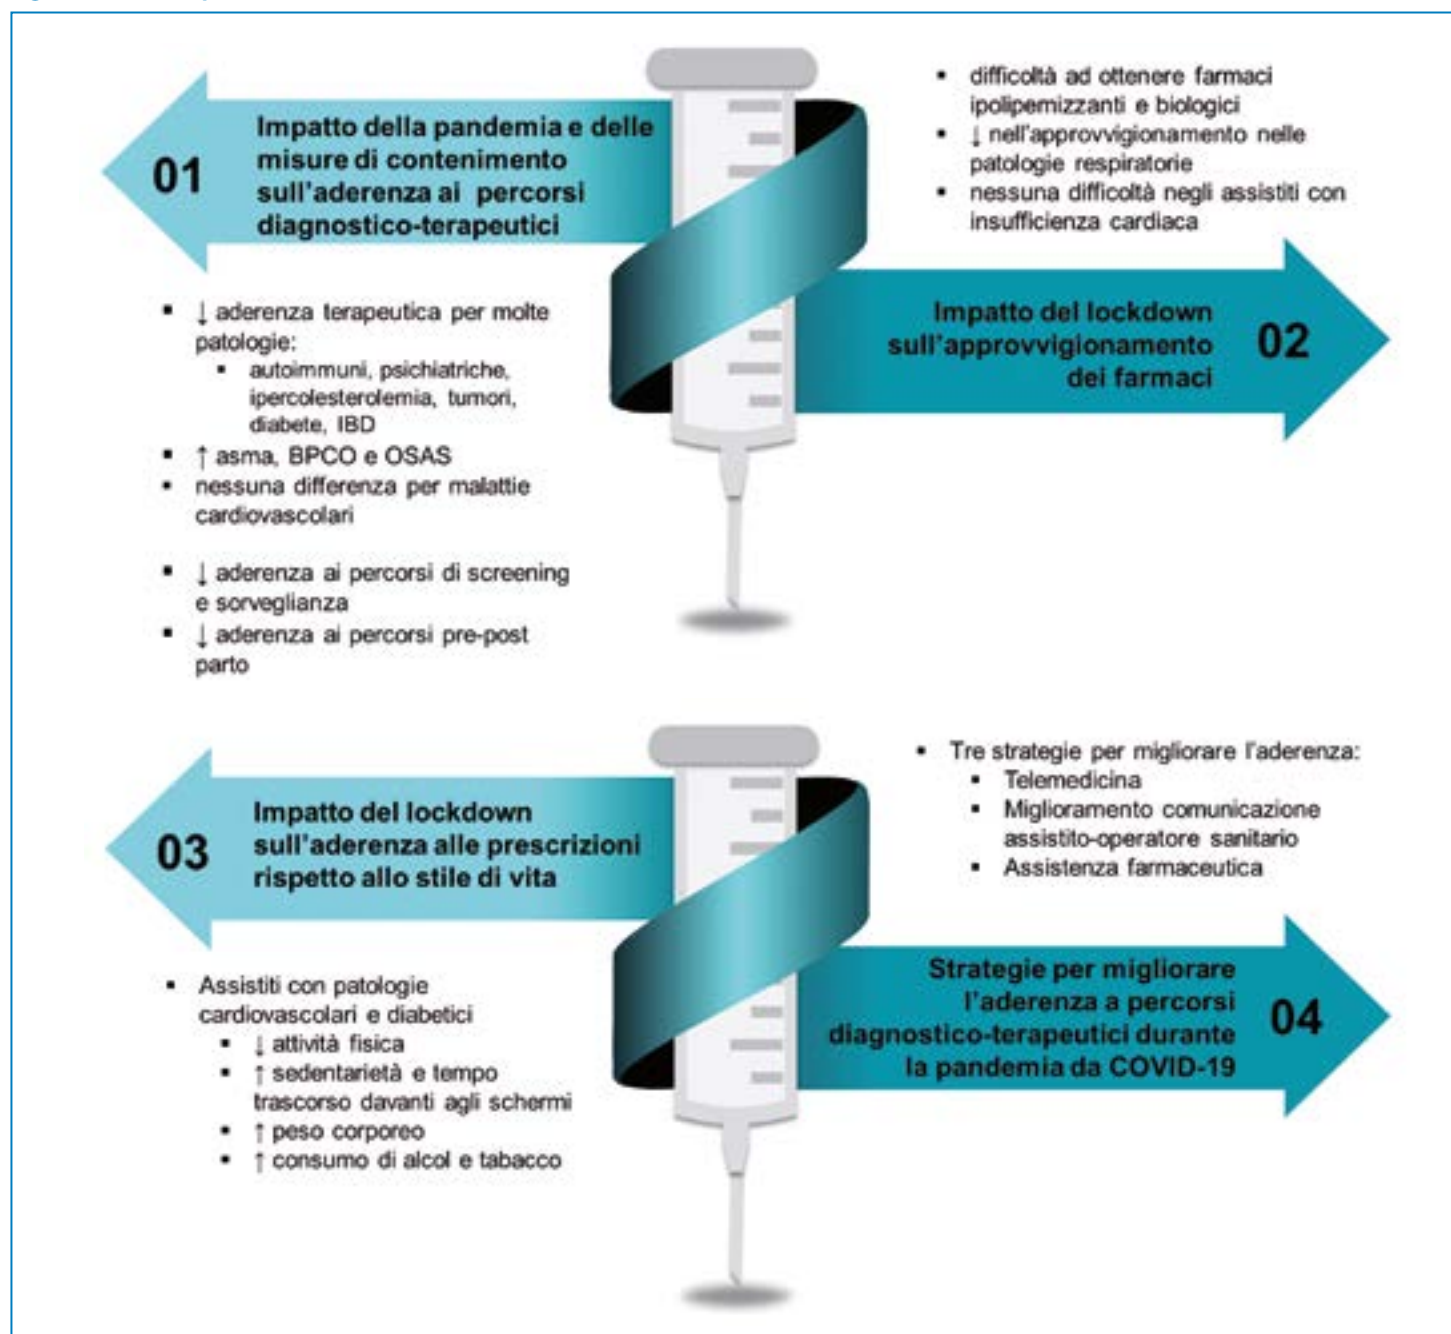 01
Impatto della pandemia e delle
misure di contenimento
sull'aderenza ai percorsi
diagnostico-terapeutici
▪ ↓ aderenza terapeutica per molte
patologie:
▪ autoimmuni, psichiatriche,
ipercolesterolemia, tumori,
diabete, IBD
▪ ↑ asma, BPCO e OSAS
▪ nessuna differenza per malattie
cardiovascolari
▪ ↓ aderenza ai percorsi di screening
e sorveglianza
▪ ↓ aderenza ai percorsi pre-post
parto
▪ difficoltà ad ottenere farmaci
ipolipemizzanti e biologici
▪ ↓ nell'approvvigionamento nelle
patologie respiratorie
▪ nessuna difficoltà negli assistiti con
insufficienza cardiaca
Impatto del lockdown
sull'approvvigionamento
dei farmaci
02
03
Impatto del lockdown
sull'aderenza alle prescrizioni
rispetto allo stile di vita
▪ Assistiti con patologie
cardiovascolari e diabetici
▪ ↓ attività fisica
▪ ↑ sedentarietà e tempo
trascorso davanti agli schermi
▪ ↑ peso corporeo
▪ ↑ consumo di alcol e tabacco
▪ Tre strategie per migliorare l'aderenza:
▪ Telemedicina
▪ Miglioramento comunicazione
assistito-operatore sanitario
▪ Assistenza farmaceutica
Strategie per migliorare
l'aderenza a percorsi
diagnostico-terapeutici durante
la pandemia da COVID-19
04